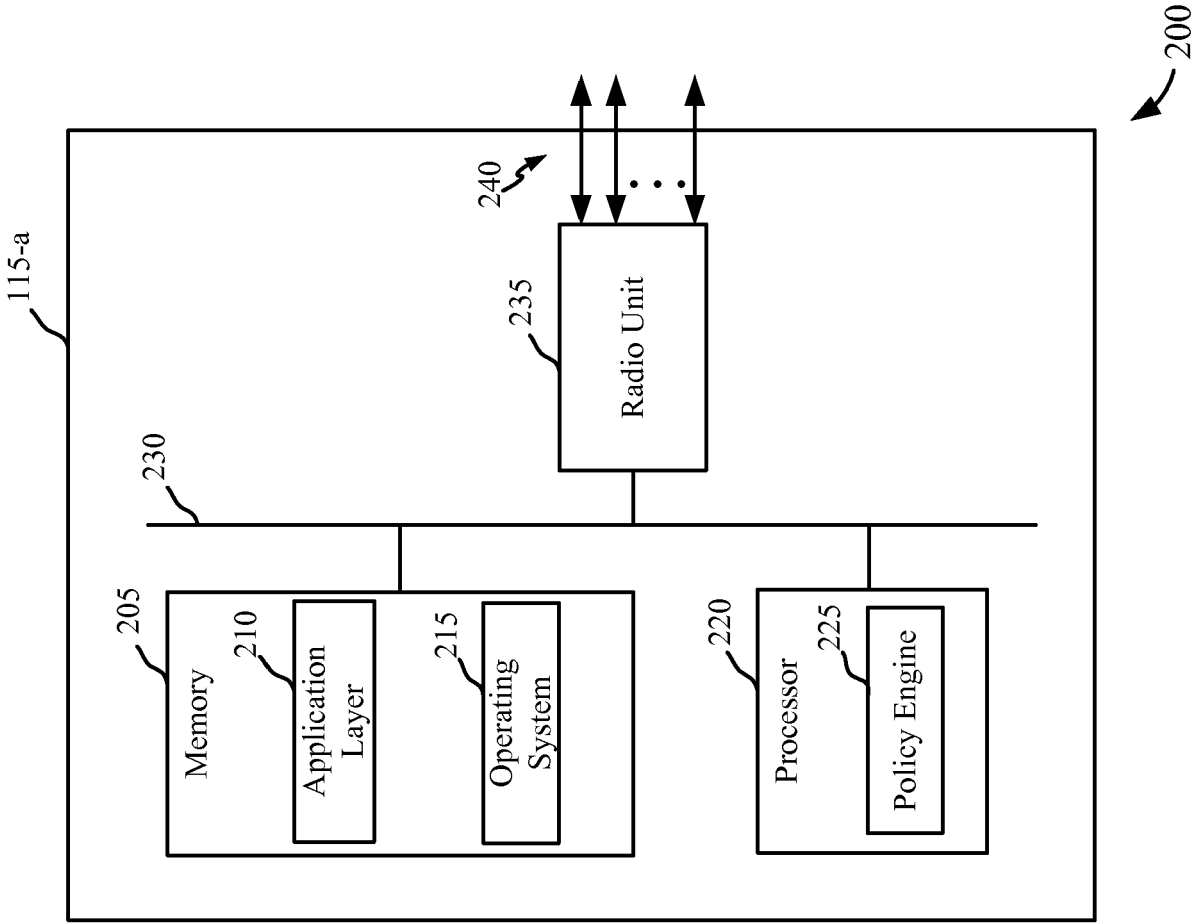 115-a
205
Memory
210
Application
Layer
215
Operating
System
220
Processor
225
Policy Engine
230
235
Radio Unit
240
200